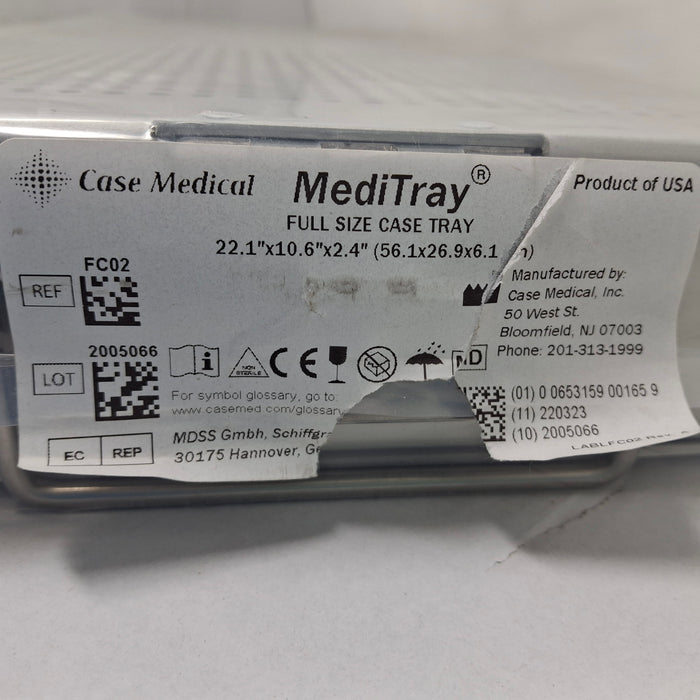 Case Medical MediTray® Product of USA
FULL SIZE CASE TRAY
22.1"x10.6"x2.4" (56.1x26.9x6.1 )
FC02
REF
Manufactured by:
Case Medical, Inc.
50 West St.
Bloomfield, NJ 07003
Phone: 201-313-1999
2005066
LOT
NON
STERILE
CE
MD
For symbol glossary, go to:
www.casemed.com/glossary
(01) 0 0653159 00165 9
(11) 220323
(10) 2005066
EC REP
MDSS Gmbh,
30175 Hannover,
LABLFC02